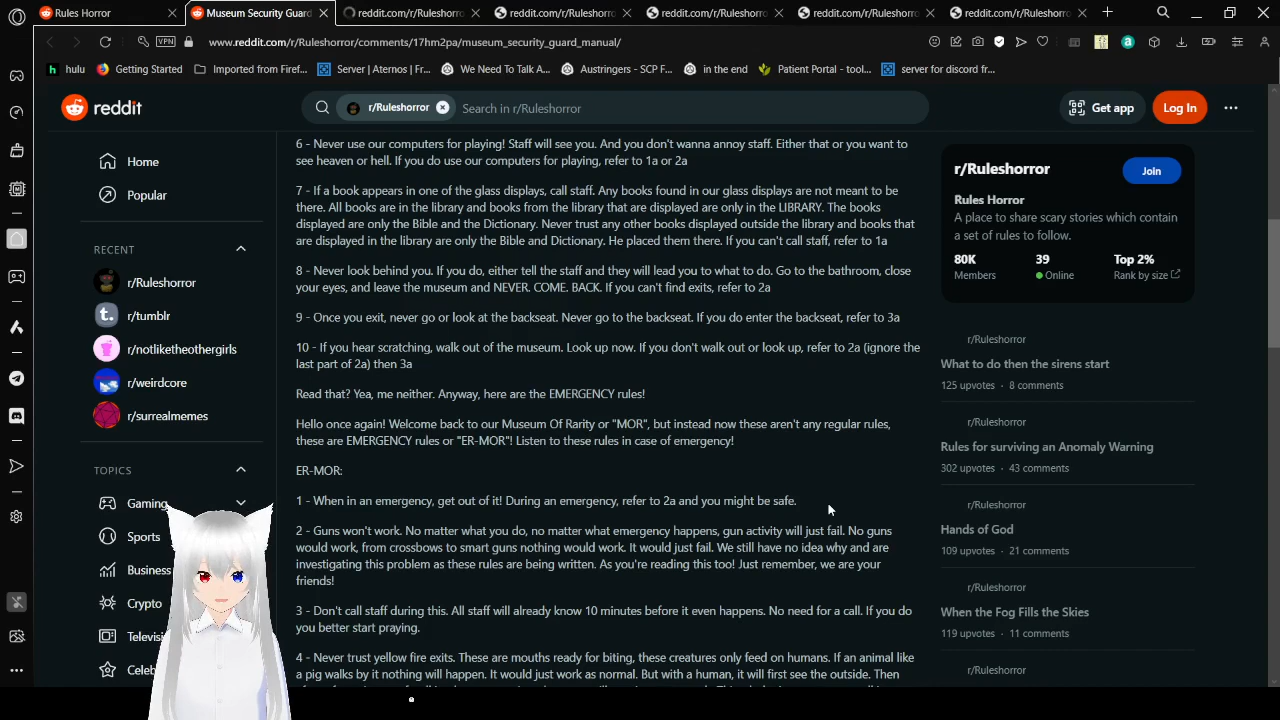 Rules Horror
Museum Security Guard
reddit.com/r/Ruleshorror
reddit.com/r/Ruleshorror
reddit.com/r/Ruleshorror
reddit.com/r/Ruleshorror
reddit.com/r/Ruleshorror
VPN
www.reddit.com/r/Ruleshorror/comments/17hm2pa/museum_security_guard_manual/
hulu
Getting Started
Imported from Firef...
Server | Aternos | Fr...
We Need To Talk A...
Austringers - SCP F...
in the end
Patient Portal - tool...
server for discord fr...
reddit
r/Ruleshorror
Search in r/Ruleshorror
Get app
Log In
Home
Popular
RECENT
r/Ruleshorror
r/tumblr
r/notliketheothergirls
r/weirdcore
r/surrealmemes
TOPICS
Gaming
Sports
Business
Crypto
Televisi
Celeb
6 - Never use our computers for playing! Staff will see you. And you don't wanna annoy staff. Either that or you want to
see heaven or hell. If you do use our computers for playing, refer to 1a or 2a
7 - If a book appears in one of the glass displays, call staff. Any books found in our glass displays are not meant to be
there. All books are in the library and books from the library that are displayed are only in the LIBRARY. The books
displayed are only the Bible and the Dictionary. Never trust any other books displayed outside the library and books that
are displayed in the library are only the Bible and Dictionary. He placed them there. If you can't call staff, refer to 1a
8 - Never look behind you. If you do, either tell the staff and they will lead you to what to do. Go to the bathroom, close
your eyes, and leave the museum and NEVER. COME. BACK. If you can't find exits, refer to 2a
9 - Once you exit, never go or look at the backseat. Never go to the backseat. If you do enter the backseat, refer to 3a
10 - If you hear scratching, walk out of the museum. Look up now. If you don't walk out or look up, refer to 2a (ignore the
last part of 2a) then 3a
Read that? Yea, me neither. Anyway, here are the EMERGENCY rules!
Hello once again! Welcome back to our Museum Of Rarity or "MOR", but instead now these aren't any regular rules,
these are EMERGENCY rules or "ER-MOR"! Listen to these rules in case of emergency!
ER-MOR:
1 - When in an emergency, get out of it! During an emergency, refer to 2a and you might be safe.
2 - Guns won't work. No matter what you do, no matter what emergency happens, gun activity will just fail. No guns
would work, from crossbows to smart guns nothing would work. It would just fail. We still have no idea why and are
investigating this problem as these rules are being written. As you're reading this too! Just remember, we are your
friends!
3 - Don't call staff during this. All staff will already know 10 minutes before it even happens. No need for a call. If you do
you better start praying.
4 - Never trust yellow fire exits. These are mouths ready for biting, these creatures only feed on humans. If an animal like
a pig walks by it nothing will happen. It would just work as normal. But with a human, it will first see the outside. Then
r/Ruleshorror
Join
Rules Horror
A place to share scary stories which contain
a set of rules to follow.
80K
39
Top 2%
Members
Online
Rank by size
r/Ruleshorror
What to do then the sirens start
125 upvotes · 8 comments
r/Ruleshorror
Rules for surviving an Anomaly Warning
302 upvotes · 43 comments
r/Ruleshorror
Hands of God
109 upvotes · 21 comments
r/Ruleshorror
When the Fog Fills the Skies
119 upvotes · 11 comments
r/Ruleshorror